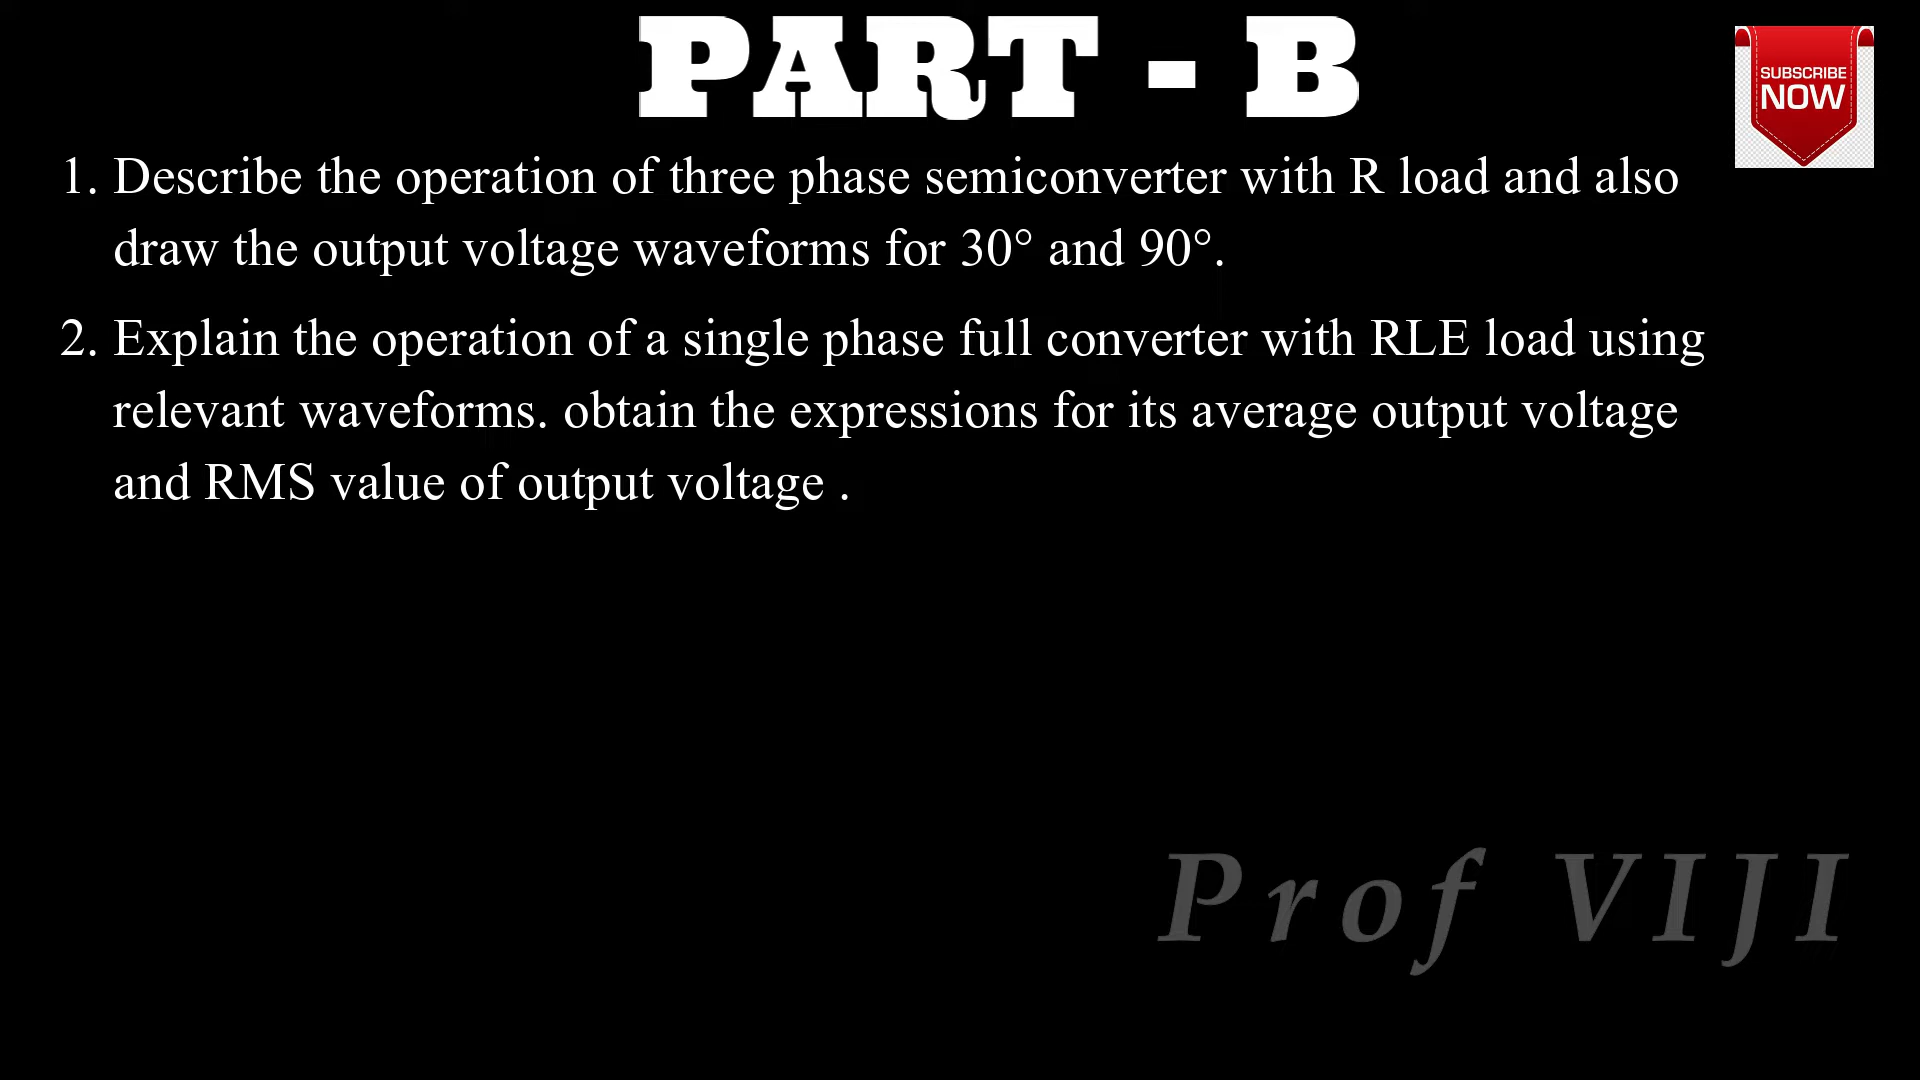 PART - B
SUBSCRIBE
NOW
1. Describe the operation of three phase semiconverter with R load and also
draw the output voltage waveforms for 30° and 90°.
2. Explain the operation of a single phase full converter with RLE load using
relevant waveforms. obtain the expressions for its average output voltage
and RMS value of output voltage .
Prof VIJI